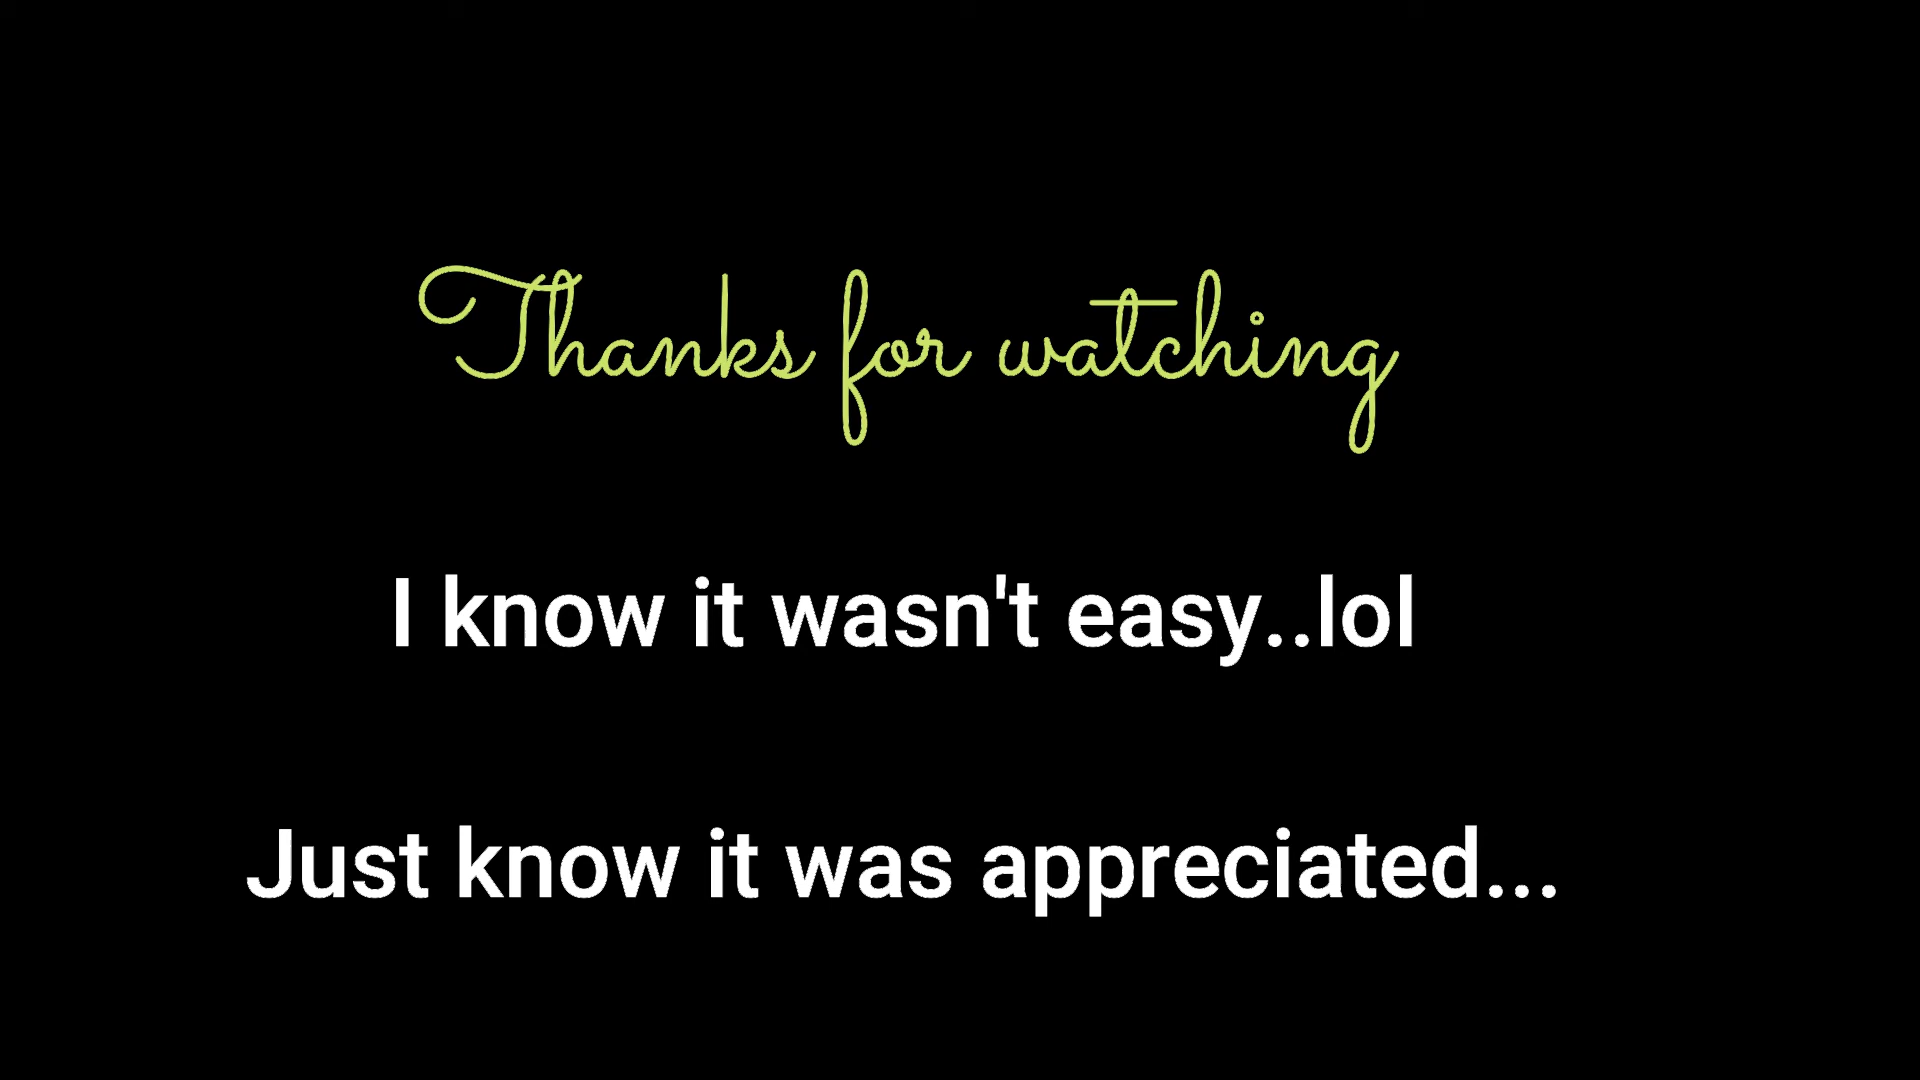 Thanks for watching
I know it wasn't easy..lol
Just know it was appreciated...